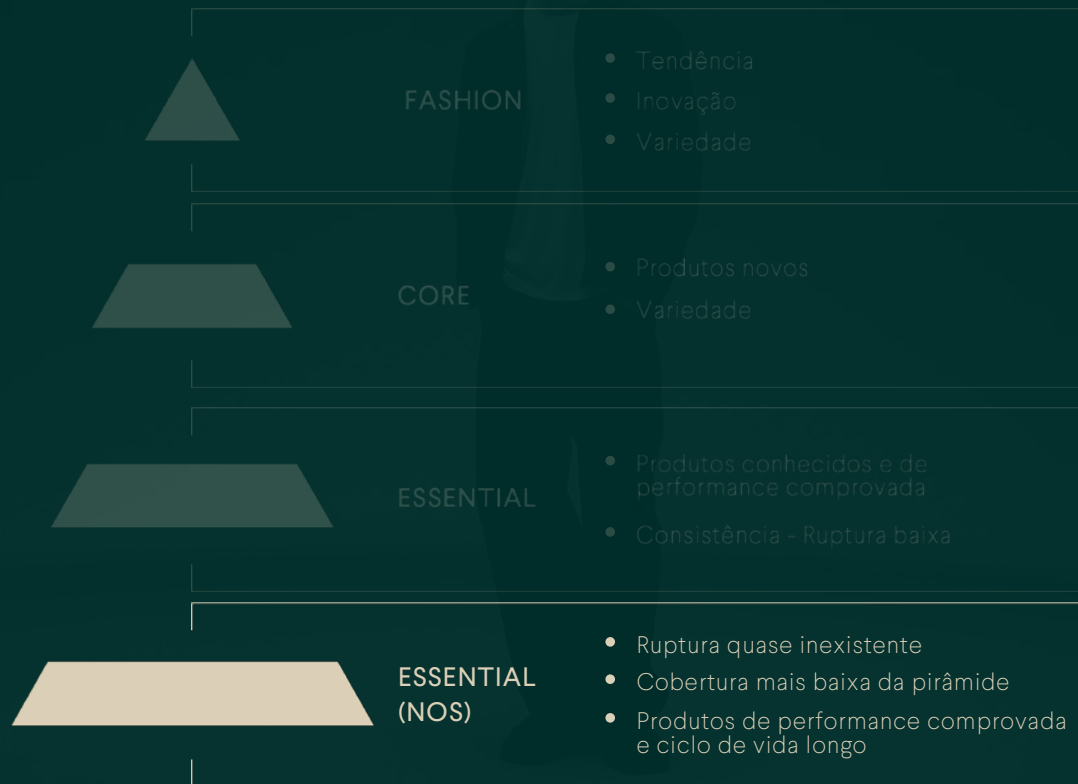 FASHION
Tendência
Inovação
Variedade
CORE
Produtos novos
Variedade
ESSENTIAL
Produtos conhecidos e de
performance comprovada
Consistência - Ruptura baixa
ESSENTIAL
(NOS)
Ruptura quase inexistente
Cobertura mais baixa da pirâmide
Produtos de performance comprovada
e ciclo de vida longo